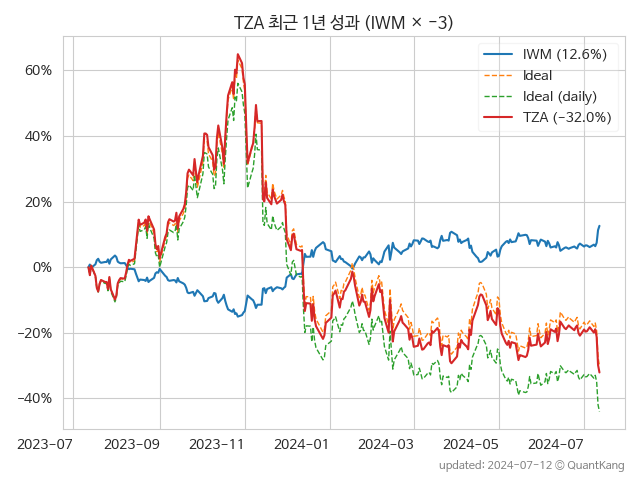 TZA 최근 1년 성과 (IWM × -3)
IWM (12.6%)
Ideal
Ideal (daily)
TZA (-32.0%)
60%
40%
20%
0%
-20%
-40%
2023-07
2023-09
2023-11
2024-01
2024-03
2024-05
2024-07
updated: 2024-07-12 © QuantKang